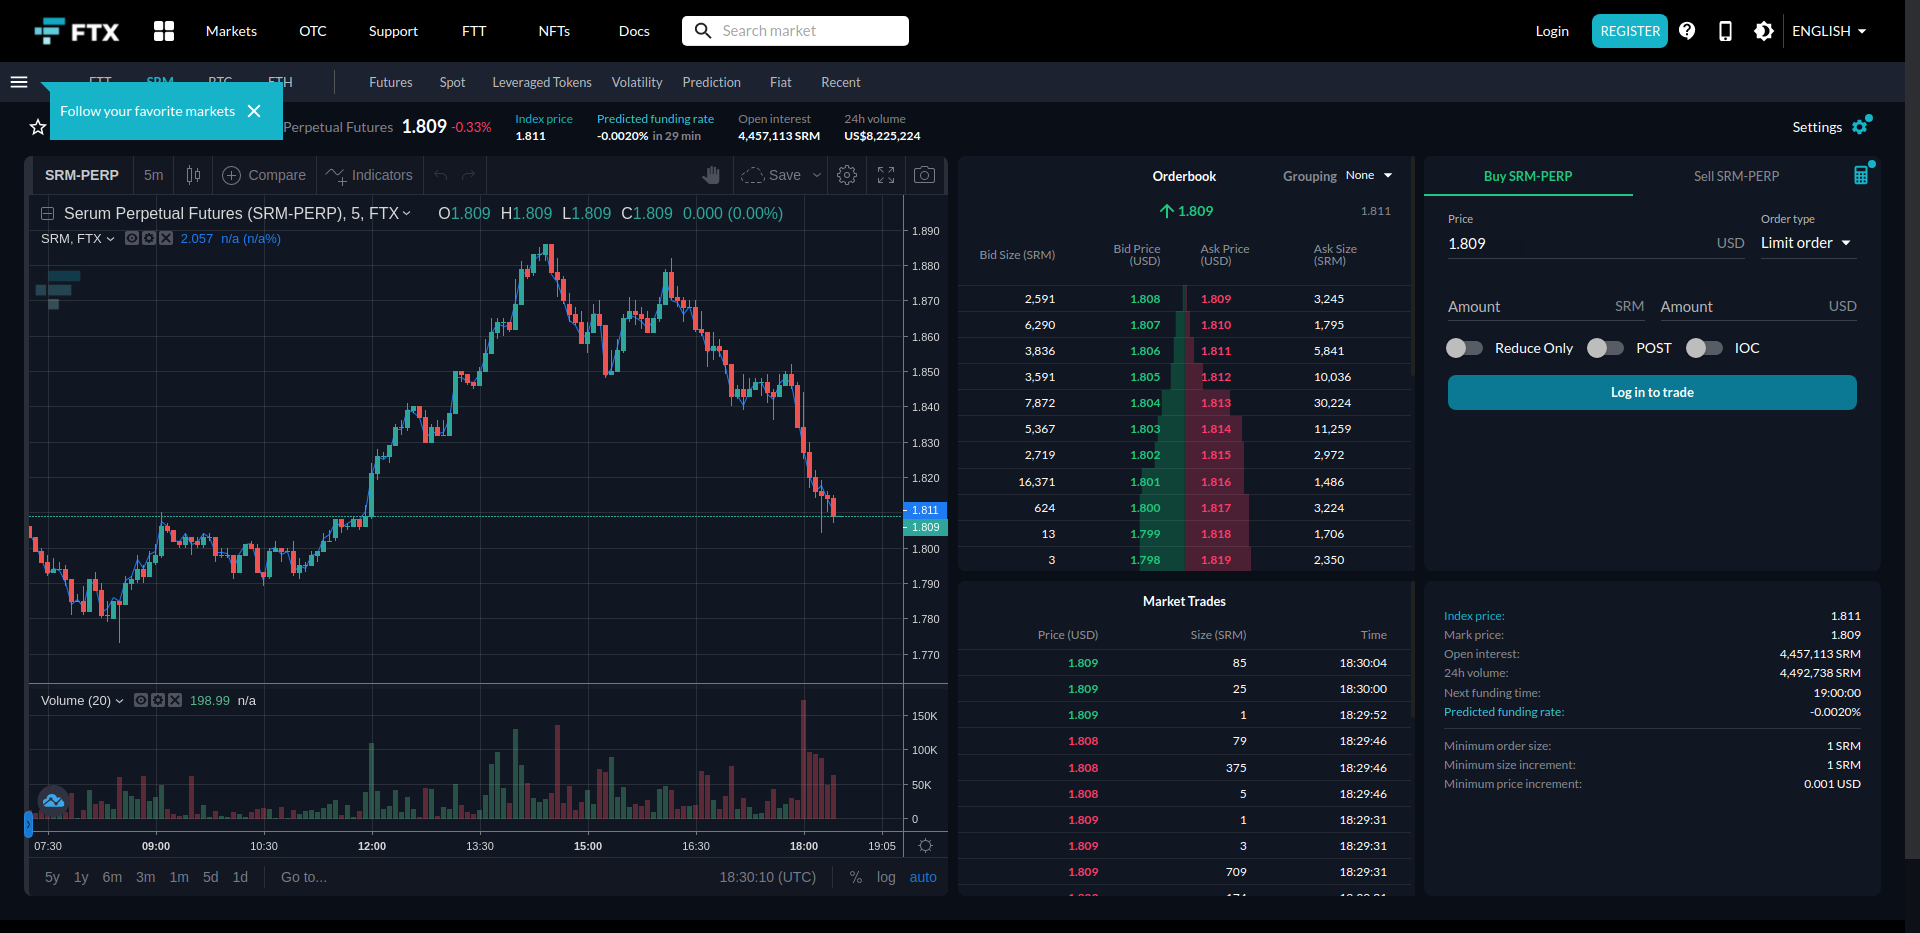 FTX Markets OTC Support FTT NFTs Docs Search market Login REGISTER ENGLISH
FTT SRM BTC ETH Futures Spot Leveraged Tokens Volatility Prediction Fiat Recent
Follow your favorite markets
Perpetual Futures 1.809 -0.33%
Index price
1.811
Predicted funding rate
-0.0020% in 29 min
Open interest
4,457,113 SRM
24h volume
US$8,225,224
Settings
SRM-PERP 5m Compare Indicators Save
Serum Perpetual Futures (SRM-PERP), 5, FTX O1.809 H1.809 L1.809 C1.809 0.000 (0.00%)
SRM, FTX 2.057 n/a (n/a%)
1.890
1.880
1.870
1.860
1.850
1.840
1.830
1.820
1.811
1.809
1.800
1.790
1.780
1.770
Volume (20) 198.99 n/a
150K
100K
50K
0
07:30 09:00 10:30 12:00 13:30 15:00 16:30 18:00 19:05
5y 1y 6m 3m 1m 5d 1d Go to... 18:30:10 (UTC) % log auto
Orderbook Grouping None
1.809 1.811
Bid Size (SRM) Bid Price (USD) Ask Price (USD) Ask Size (SRM)
2,591 1.808 1.809 3,245
6,290 1.807 1.810 1,795
3,836 1.806 1.811 5,841
3,591 1.805 1.812 10,036
7,872 1.804 1.813 30,224
5,367 1.803 1.814 11,259
2,719 1.802 1.815 2,972
16,371 1.801 1.816 1,486
624 1.800 1.817 3,224
13 1.799 1.818 1,706
3 1.798 1.819 2,350
Market Trades
Price (USD) Size (SRM) Time
1.809 85 18:30:04
1.809 25 18:30:00
1.809 1 18:29:52
1.808 79 18:29:46
1.808 375 18:29:46
1.808 5 18:29:46
1.809 1 18:29:31
1.809 3 18:29:31
1.809 709 18:29:31
Buy SRM-PERP Sell SRM-PERP
Price Order type
1.809 USD Limit order
Amount SRM Amount USD
Reduce Only POST IOC
Log in to trade
Index price: 1.811
Mark price: 1.809
Open interest: 4,457,113 SRM
24h volume: 4,492,738 SRM
Next funding time: 19:00:00
Predicted funding rate: -0.0020%
Minimum order size: 1 SRM
Minimum size increment: 1 SRM
Minimum price increment: 0.001 USD